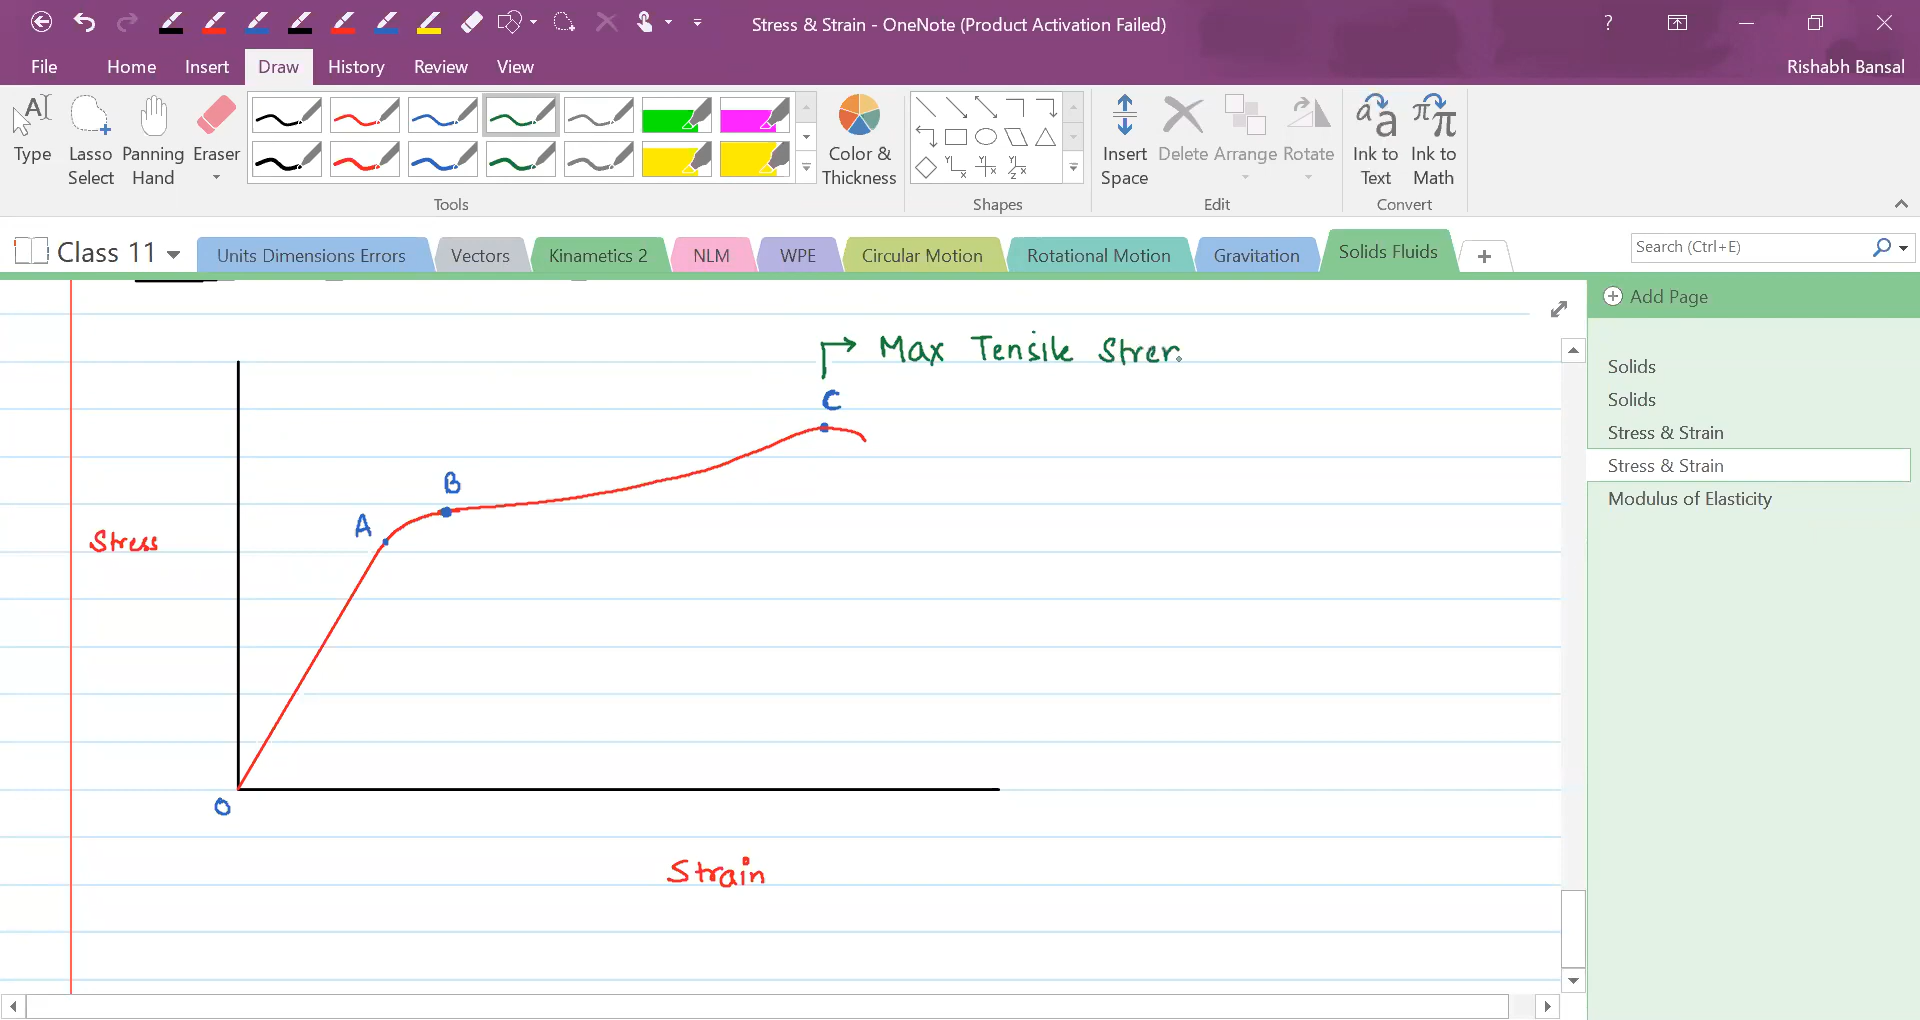 Stress & Strain - OneNote (Product Activation Failed)
?
File Home Insert Draw History Review View
Rishabh Bansal
Type
Lasso Select
Panning Hand
Eraser
Color & Thickness
Insert Space
Delete
Arrange
Rotate
Ink to Text
Ink to Math
Tools
Shapes
Edit
Convert
Class 11
Units Dimensions Errors
Vectors
Kinametics 2
NLM
WPE
Circular Motion
Rotational Motion
Gravitation
Solids Fluids
Search (Ctrl+E)
Add Page
Solids
Solids
Stress & Strain
Stress & Strain
Modulus of Elasticity
Max Tensile Strer
C
B
A
Stress
O
Strain